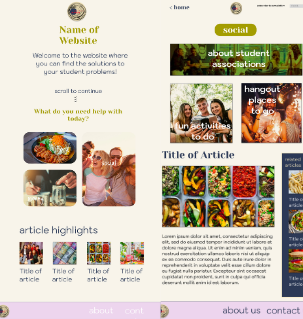 Name of
Website
Welcome to the website where
you can find the solutions to
your student problems!
scroll to continue
What do you need help with
today?
social
article highlights
Title of
Article
Title of
Article
Title of
Article
Title of
Article
about
cont
‹ home
social
about student
associations
fun activities
to do
hangout
places
to go
Title of Article
Lorem ipsum dolor sit amet, consectetur adipiscing
elit, sed do eiusmod tempor incididunt ut labore et
dolore magna aliqua. Ut enim ad minim veniam, quis
nostrud exercitation ullamco laboris nisi ut aliquip
ex ea commodo consequat. Duis aute irure dolor in
reprehenderit in voluptate velit esse cillum dolore
eu fugiat nulla pariatur. Excepteur sint occaecat
cupidatat non proident, sunt in culpa qui officia
deserunt mollit anim id est laborum.
related
articles
Title of
article
Title of
article
Title of
article
about us
contact